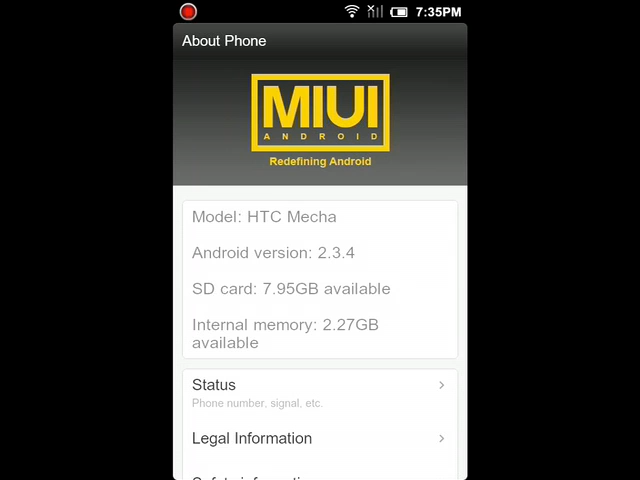 7:35PM
About Phone
MIUI
ANDROID
Redefining Android
Model: HTC Mecha
Android version: 2.3.4
SD card: 7.95GB available
Internal memory: 2.27GB
available
Status
Phone number, signal, etc.
Legal Information